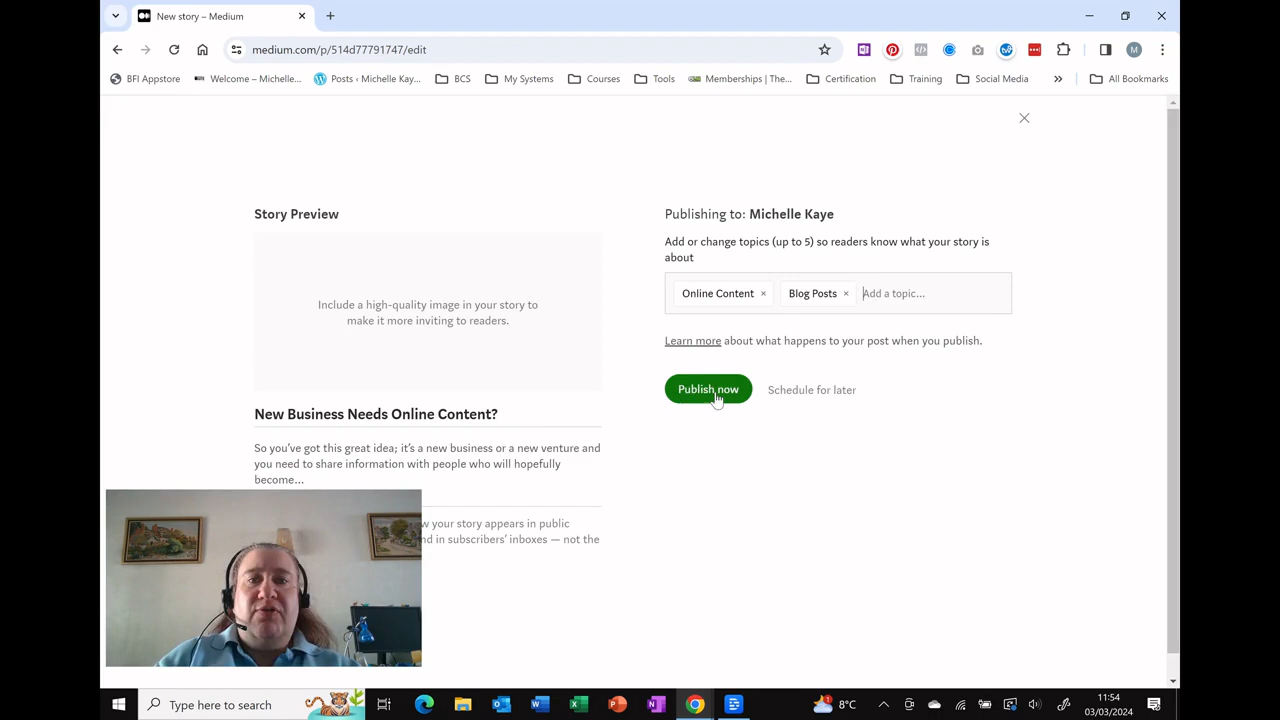 New story – Medium
medium.com/p/514d77791747/edit
BFI Appstore
Welcome – Michelle...
Posts ‹ Michelle Kay...
BCS
My Systems
Courses
Tools
Memberships | The...
Certification
Training
Social Media
All Bookmarks
Story Preview
Include a high-quality image in your story to
make it more inviting to readers.
New Business Needs Online Content?
So you've got this great idea; it's a new business or a new venture and
you need to share information with people who will hopefully
become...
w your story appears in public
nd in subscribers' inboxes — not the
Publishing to: Michelle Kaye
Add or change topics (up to 5) so readers know what your story is
about
Online Content × Blog Posts × Add a topic...
Learn more about what happens to your post when you publish.
Publish now
Schedule for later
Type here to search
1
8°C
11:54
03/03/2024